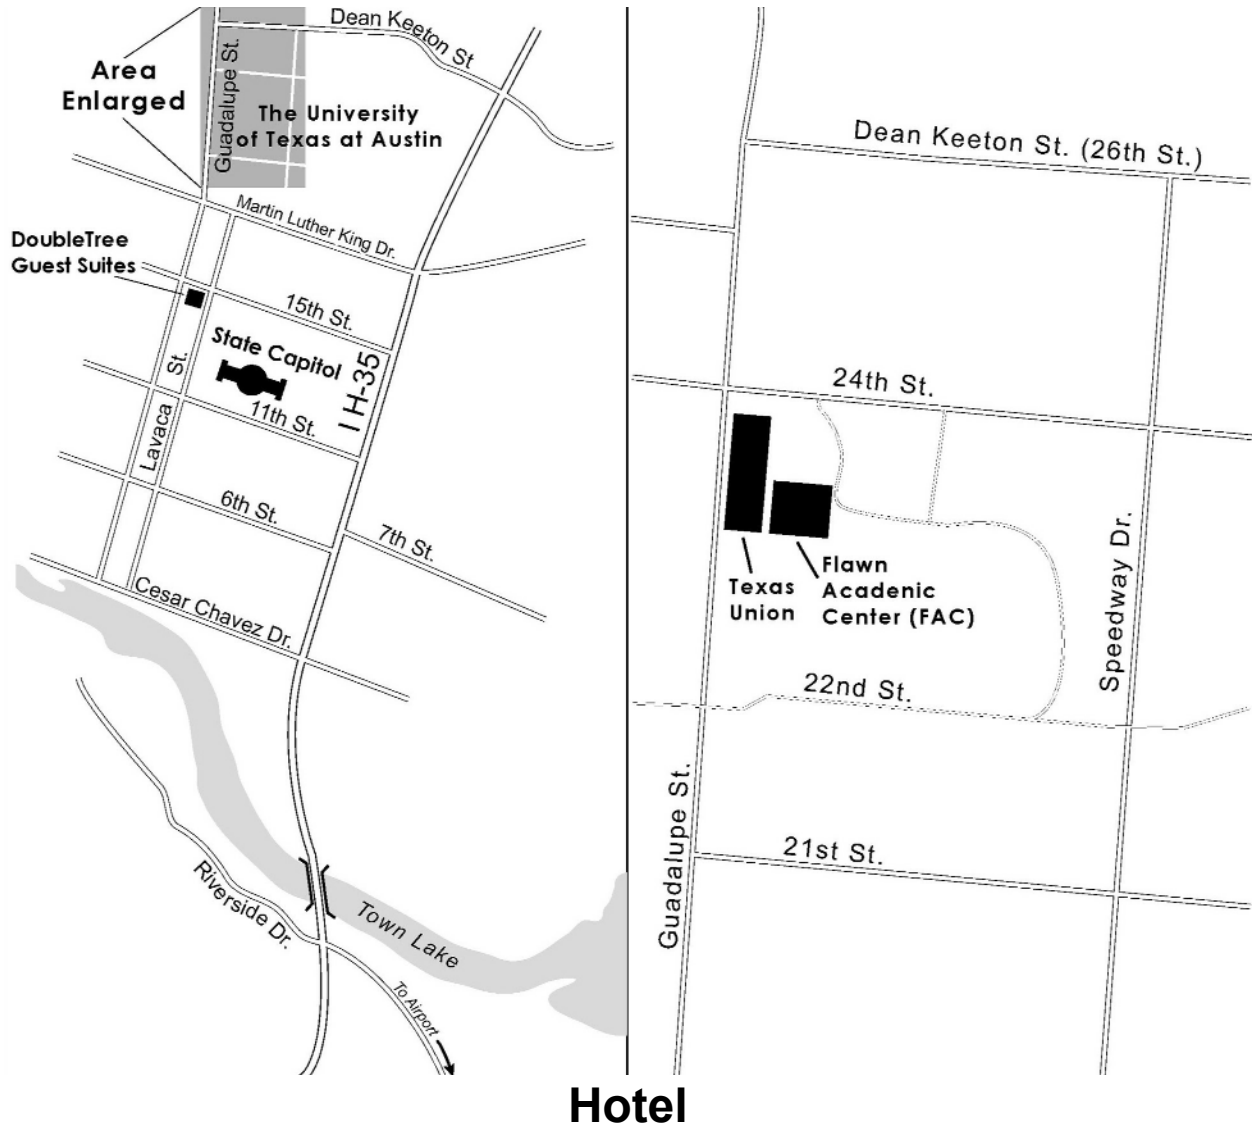 Dean Keeton St
Guadalupe St.
Area
Enlarged
The University
of Texas at Austin
Martin Luther King Dr.
DoubleTree
Guest Suites
15th St.
State Capitol
I H-35
St.
Lavaca
11th St.
6th St.
7th St.
Cesar Chavez Dr.
Riverside Dr.
Town Lake
To Airport
Dean Keeton St. (26th St.)
24th St.
Texas
Union
Flawn
Acadenic
Center (FAC)
Speedway Dr.
22nd St.
Guadalupe St.
21st St.
Hotel